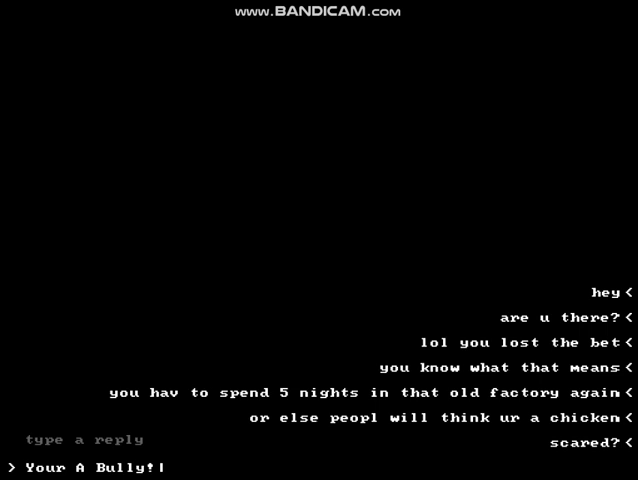 www.BANDICAM.com
hey <
are u there? <
lol you lost the bet <
you know what that means <
you hav to spend 5 nights in that old factory again <
or else peopl will think ur a chicken <
scared? <
type a reply
> Your A Bully!|